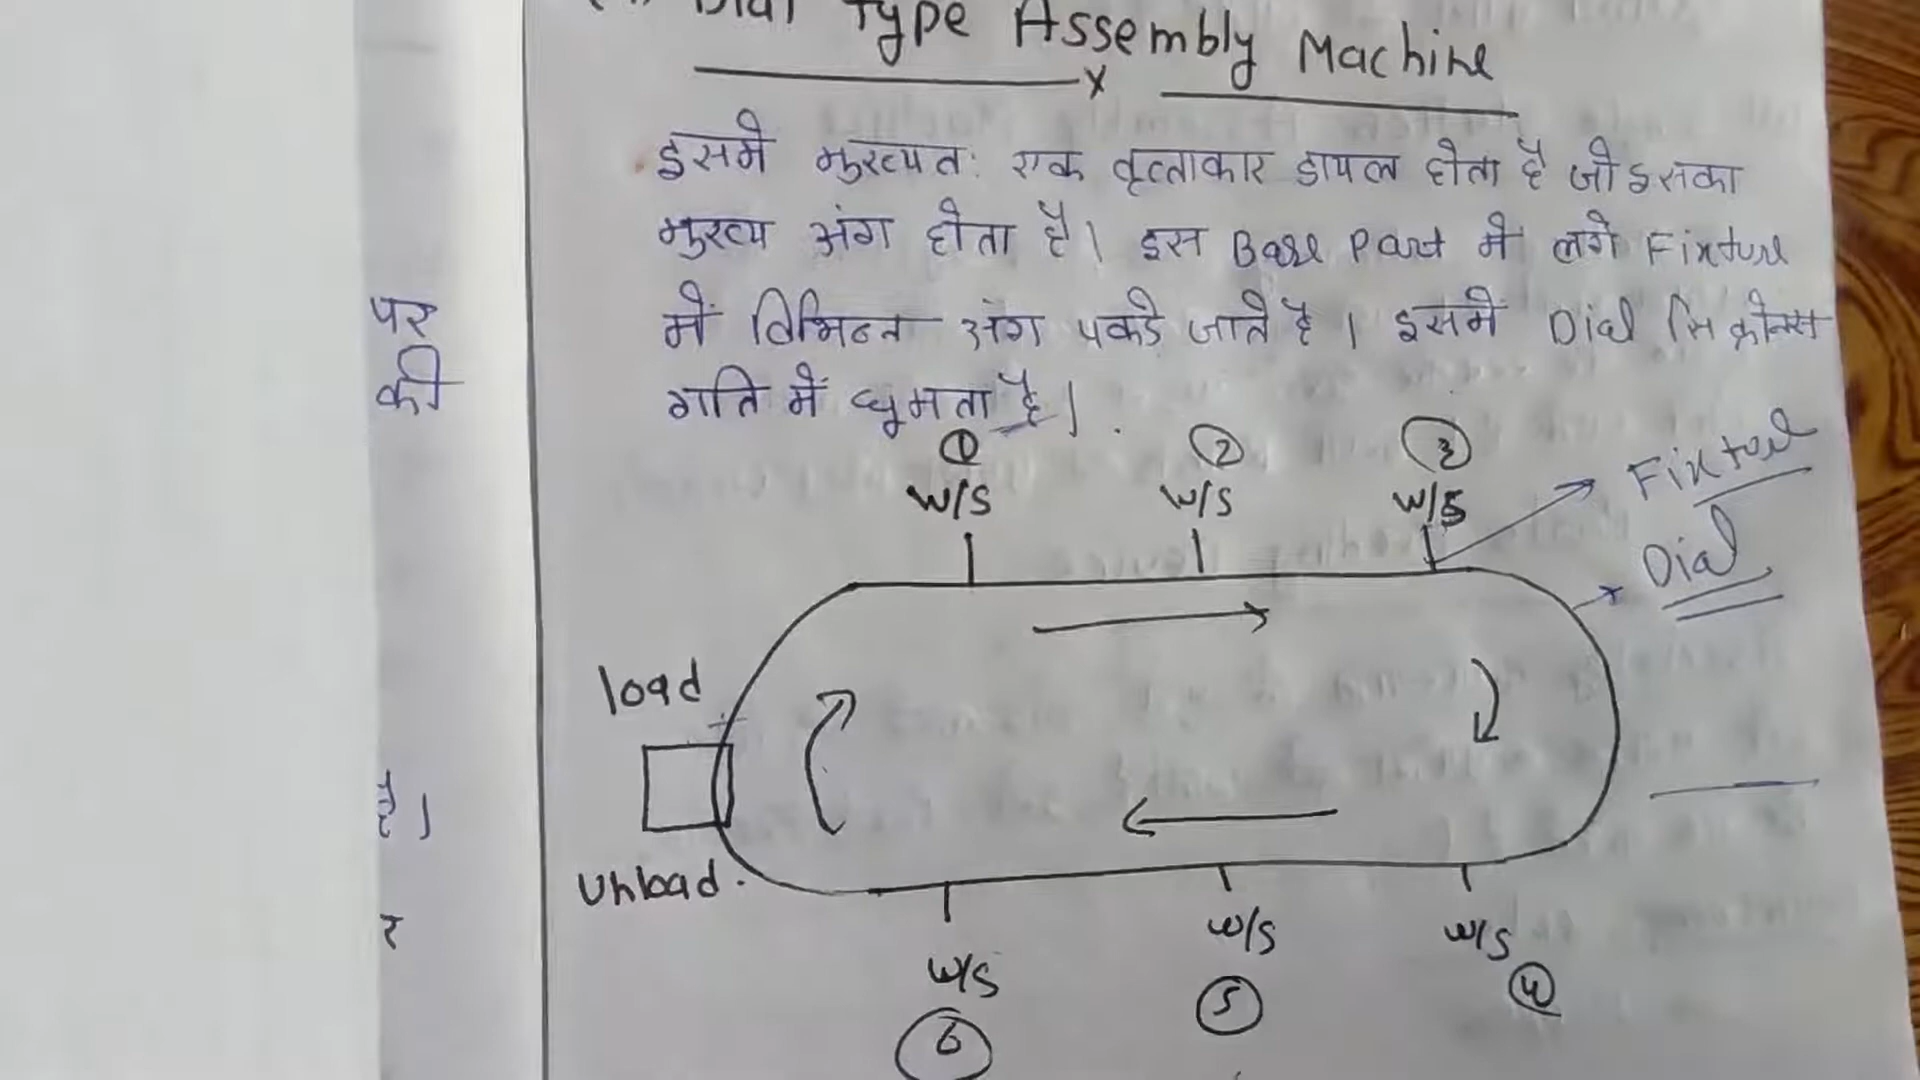 Dial Type Assembly Machine
इसमे मुख्यतः एक वृत्ताकार डायल होता है जो इसका
मुख्य अंग होता है। इस Base Part मे लगे Fixture
में विभिन्न अंग पकडे जाते है। इसमे Dial
गति में घूमता है।
पर
की
है।
र
① ② ③
W/S W/S W/S
Fixture
Dial
load
Unload.
W/S W/S W/S
⑥ ⑤ ④